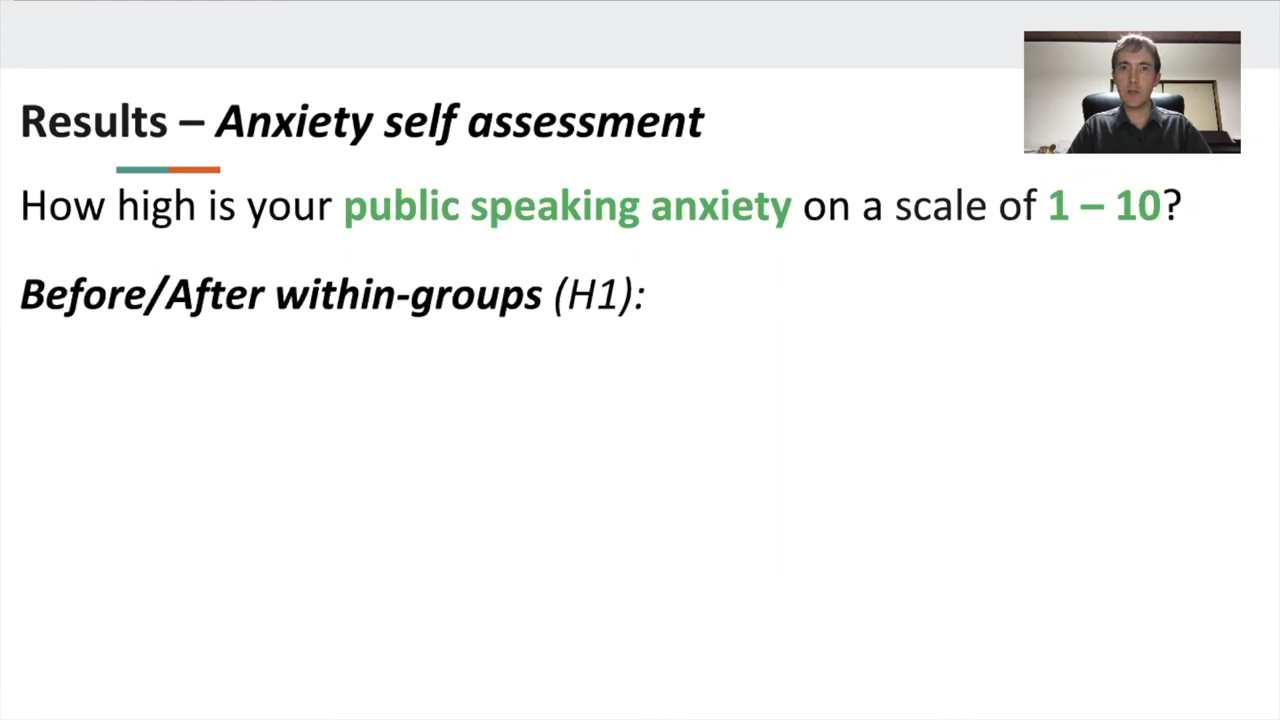 Results – Anxiety self assessment
How high is your public speaking anxiety on a scale of 1 – 10?
Before/After within-groups (H1):